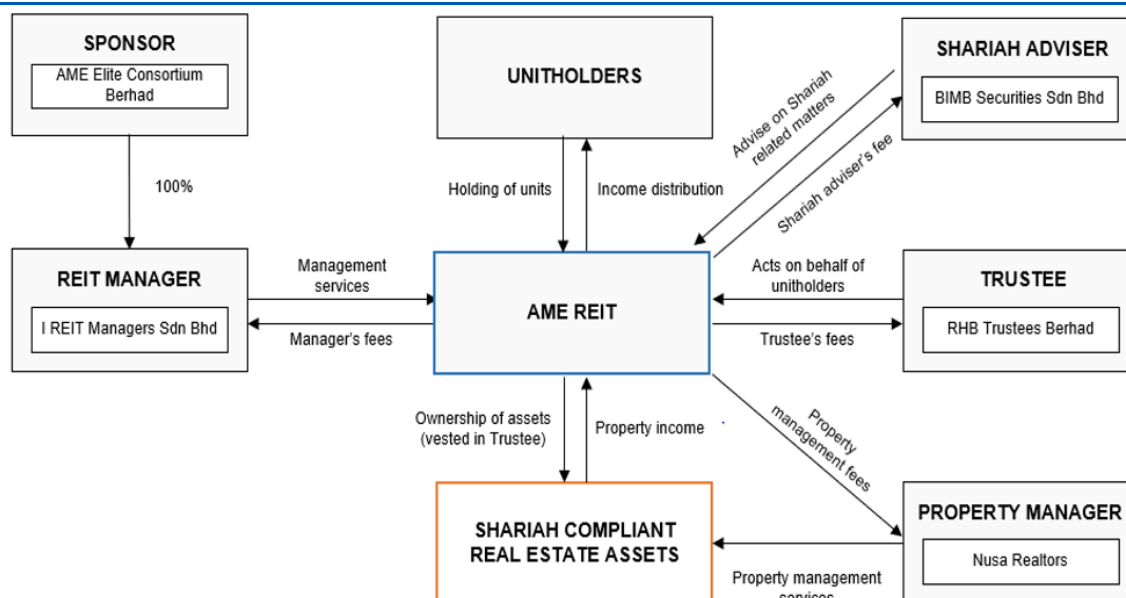 SPONSOR
AME Elite Consortium
Berhad
UNITHOLDERS
SHARIAH ADVISER
BIMB Securities Sdn Bhd
Advise on Shariah
related matters
Shariah adviser's fee
100%
Holding of units
Income distribution
REIT MANAGER
I REIT Managers Sdn Bhd
Management
services
Manager's fees
AME REIT
Acts on behalf of
unitholders
Trustee's fees
TRUSTEE
RHB Trustees Berhad
Ownership of assets
(vested in Trustee)
Property income
Property
management fees
SHARIAH COMPLIANT
REAL ESTATE ASSETS
PROPERTY MANAGER
Nusa Realtors
Property management
services